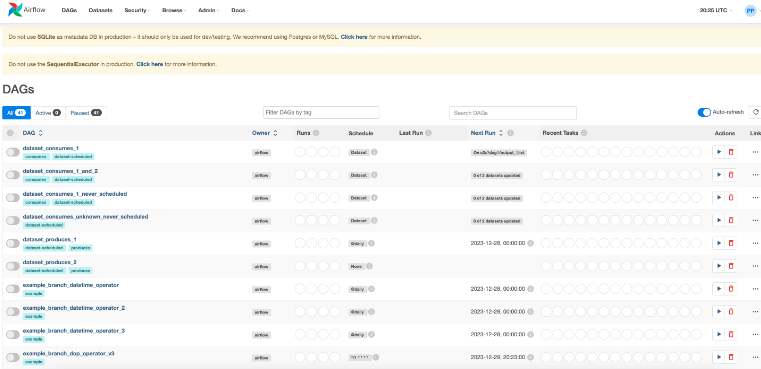 Airflow DAGs Datasets Security Browse Admin Docs 20:25 UTC PP
Do not use SQLite as metadata DB in production – it should only be used for dev/testing. We recommend using Postgres or MySQL. Click here for more information.
Do not use the SequentialExecutor in production. Click here for more information.
DAGs
All 41 Active 0 Paused 41 Filter DAGs by tag Search DAGs Auto-refresh
DAG Owner Runs Schedule Last Run Next Run Recent Tasks Actions Link
dataset_consumes_1 airflow Dataset
consumes dataset-scheduled
dataset_consumes_1_and_2 airflow Dataset 0 of 2 datasets updated
consumes dataset-scheduled
dataset_consumes_1_never_scheduled airflow Dataset 0 of 2 datasets updated
consumes dataset-scheduled
dataset_consumes_unknown_never_scheduled airflow Dataset 0 of 2 datasets updated
dataset-scheduled
dataset_produces_1 airflow @daily 2023-12-28, 00:00:00
dataset-scheduled produces
dataset_produces_2 airflow None
dataset-scheduled produces
example_branch_datetime_operator airflow @daily 2023-12-28, 00:00:00
example
example_branch_datetime_operator_2 airflow @daily 2023-12-28, 00:00:00
example
example_branch_datetime_operator_3 airflow @daily 2023-12-28, 00:00:00
example
example_branch_dop_operator_v3 airflow */1 * * * * 2023-12-29, 20:23:00
example